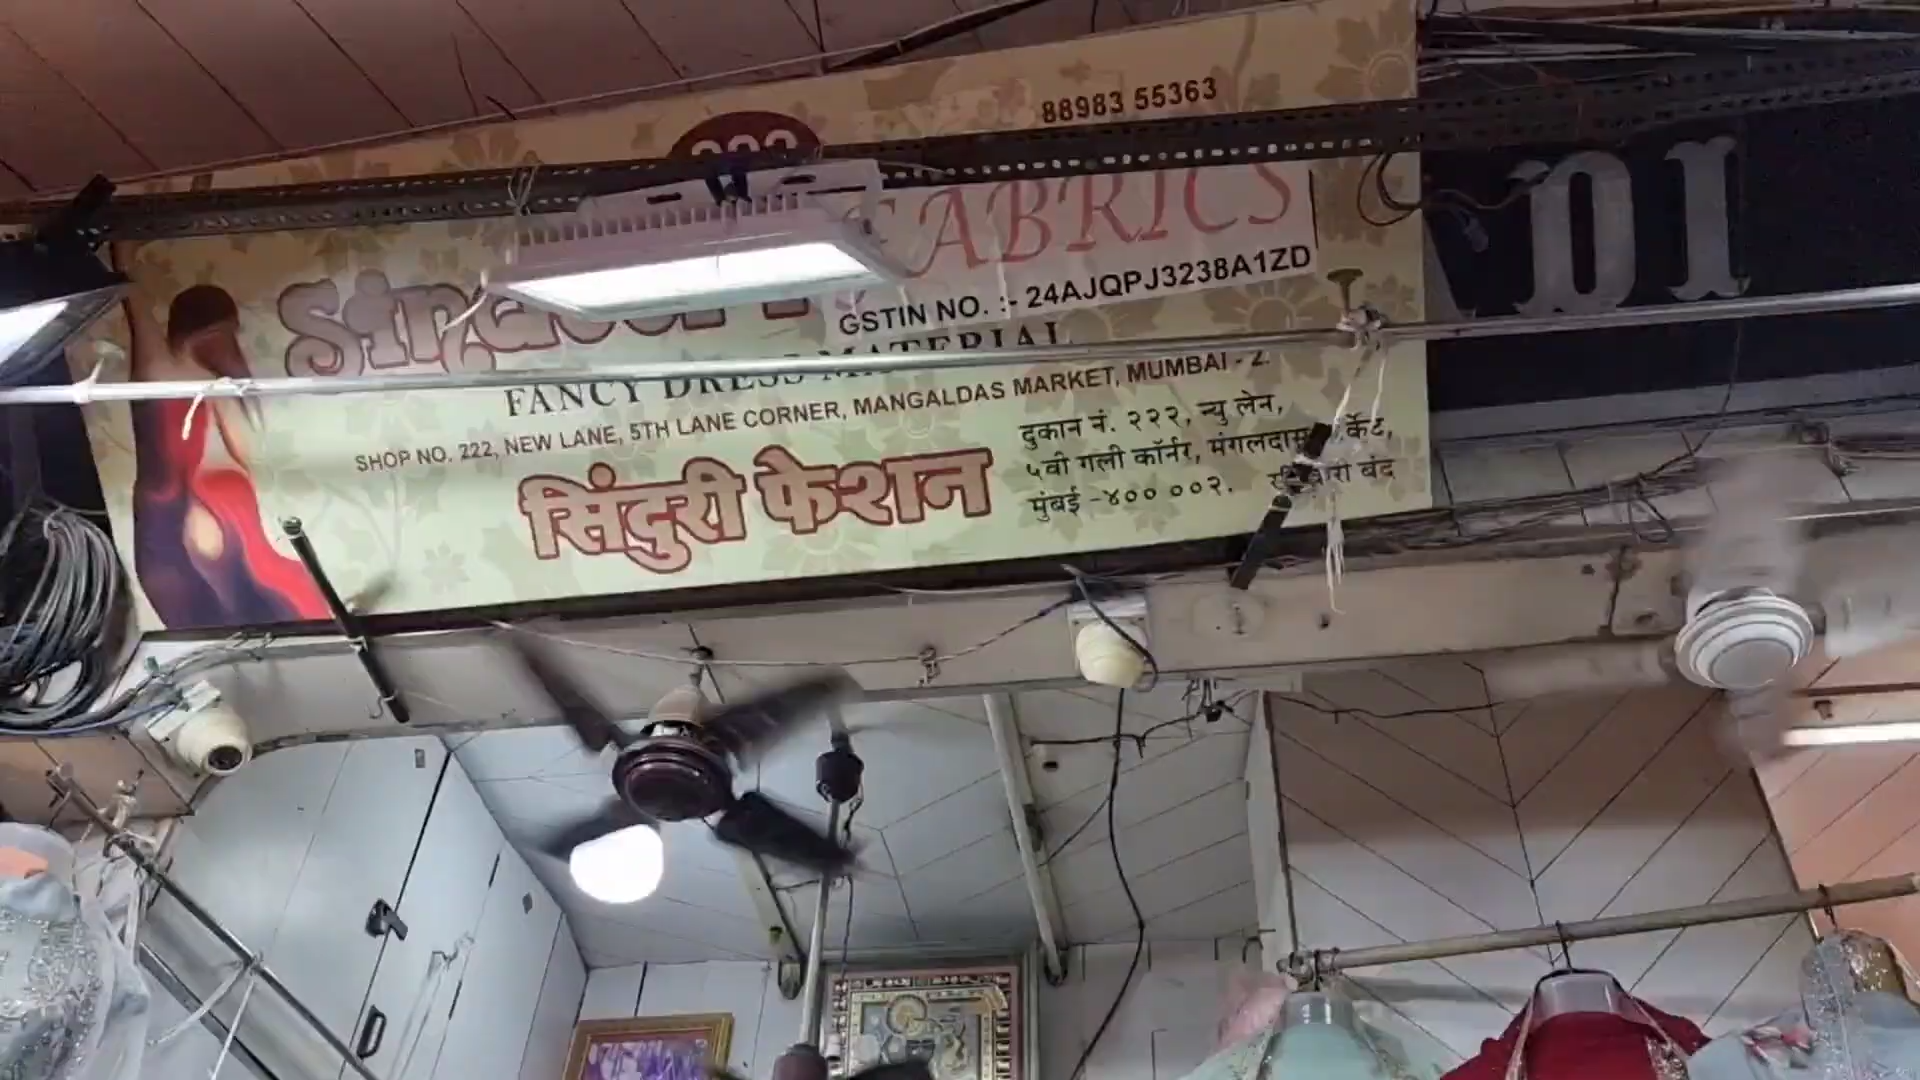 88983 55363
222
FABRICS
GSTIN NO. :- 24AJQPJ3238A1ZD
FANCY DRESS MATERIAL
SHOP NO. 222, NEW LANE, 5TH LANE CORNER, MANGALDAS MARKET, MUMBAI - 2.
सिंदुरी फेशन
दुकान नं. २२२, न्यु लेन,
५वी गली कॉर्नर, मंगलदास
मुंबई -४०० ००२. बंद